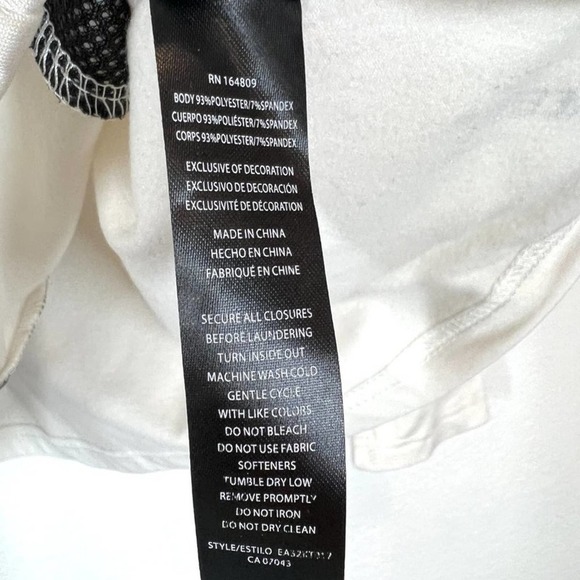 RN 164809
BODY 93%POLYESTER/7%SPANDEX
CUERPO 93%POLIÉSTER/7%SPANDEX
CORPS 93%POLYESTER/7%SPANDEX
EXCLUSIVE OF DECORATION
EXCLUSIVO DE DECORACIÓN
EXCLUSIVITÉ DE DÉCORATION
MADE IN CHINA
HECHO EN CHINA
FABRIQUÉ EN CHINE
SECURE ALL CLOSURES
BEFORE LAUNDERING
TURN INSIDE OUT
MACHINE WASH COLD
GENTLE CYCLE
WITH LIKE COLORS
DO NOT BLEACH
DO NOT USE FABRIC
SOFTENERS
TUMBLE DRY LOW
REMOVE PROMPTLY
DO NOT IRON
DO NOT DRY CLEAN
STYLE/ESTILO
CA 07043